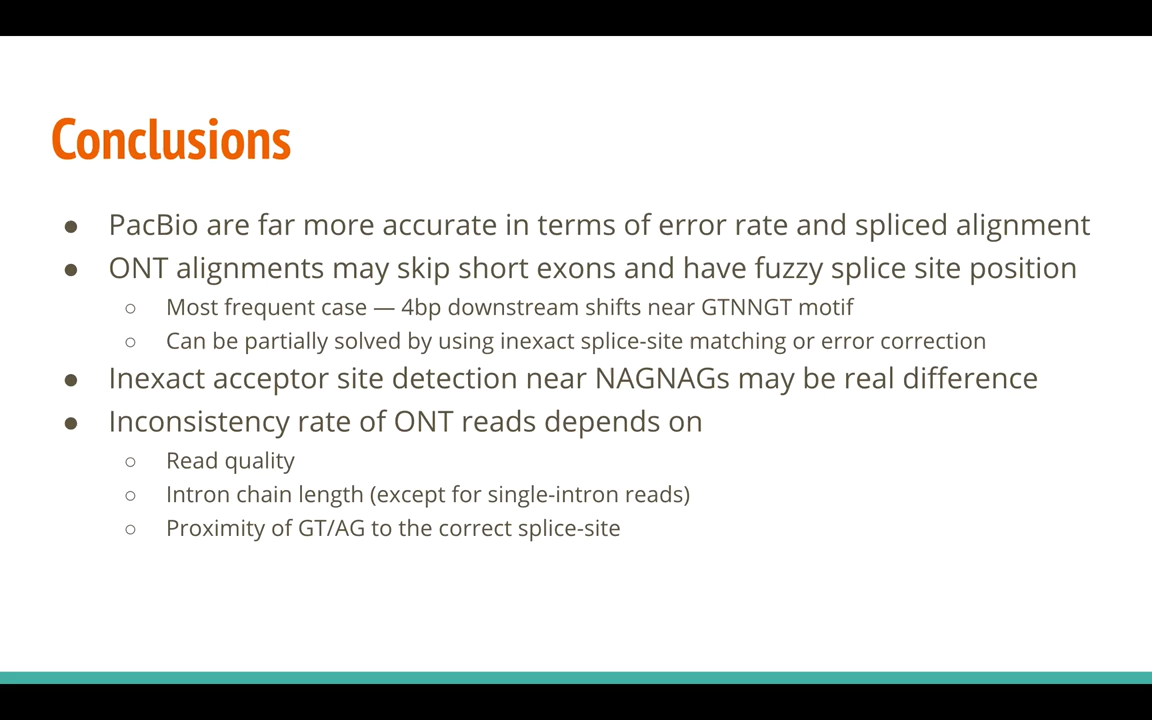 Conclusions
● PacBio are far more accurate in terms of error rate and spliced alignment
● ONT alignments may skip short exons and have fuzzy splice site position
○ Most frequent case — 4bp downstream shifts near GTNNGT motif
○ Can be partially solved by using inexact splice-site matching or error correction
● Inexact acceptor site detection near NAGNAGs may be real difference
● Inconsistency rate of ONT reads depends on
○ Read quality
○ Intron chain length (except for single-intron reads)
○ Proximity of GT/AG to the correct splice-site